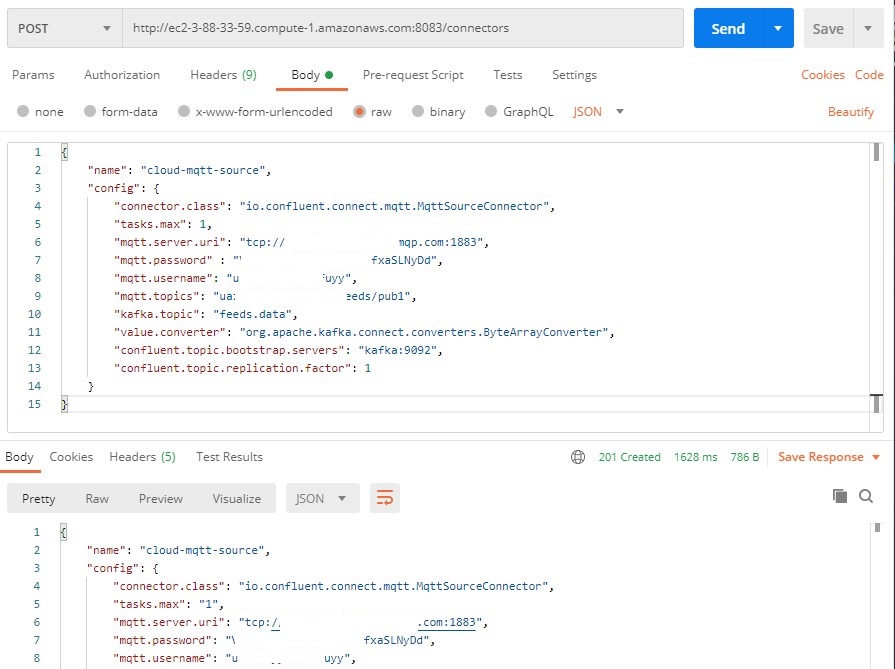 POST http://ec2-3-88-33-59.compute-1.amazonaws.com:8083/connectors Send Save
Params Authorization Headers (9) Body Pre-request Script Tests Settings Cookies Code
none form-data x-www-form-urlencoded raw binary GraphQL JSON Beautify
1 {
2 "name": "cloud-mqtt-source",
3 "config": {
4 "connector.class": "io.confluent.connect.mqtt.MqttSourceConnector",
5 "tasks.max": 1,
6 "mqtt.server.uri": "tcp:// mqp.com:1883",
7 "mqtt.password" : " fxaSLNyDd",
8 "mqtt.username": "u fuyy",
9 "mqtt.topics": "ua: eeds/pub1",
10 "kafka.topic": "feeds.data",
11 "value.converter": "org.apache.kafka.connect.converters.ByteArrayConverter",
12 "confluent.topic.bootstrap.servers": "kafka:9092",
13 "confluent.topic.replication.factor": 1
14 }
15 }
Body Cookies Headers (5) Test Results 201 Created 1628 ms 786 B Save Response
Pretty Raw Preview Visualize JSON
1 {
2 "name": "cloud-mqtt-source",
3 "config": {
4 "connector.class": "io.confluent.connect.mqtt.MqttSourceConnector",
5 "tasks.max": "1",
6 "mqtt.server.uri": "tcp:/ .com:1883",
7 "mqtt.password": "\ fxaSLNyDd",
8 "mqtt.username": "u uyy",